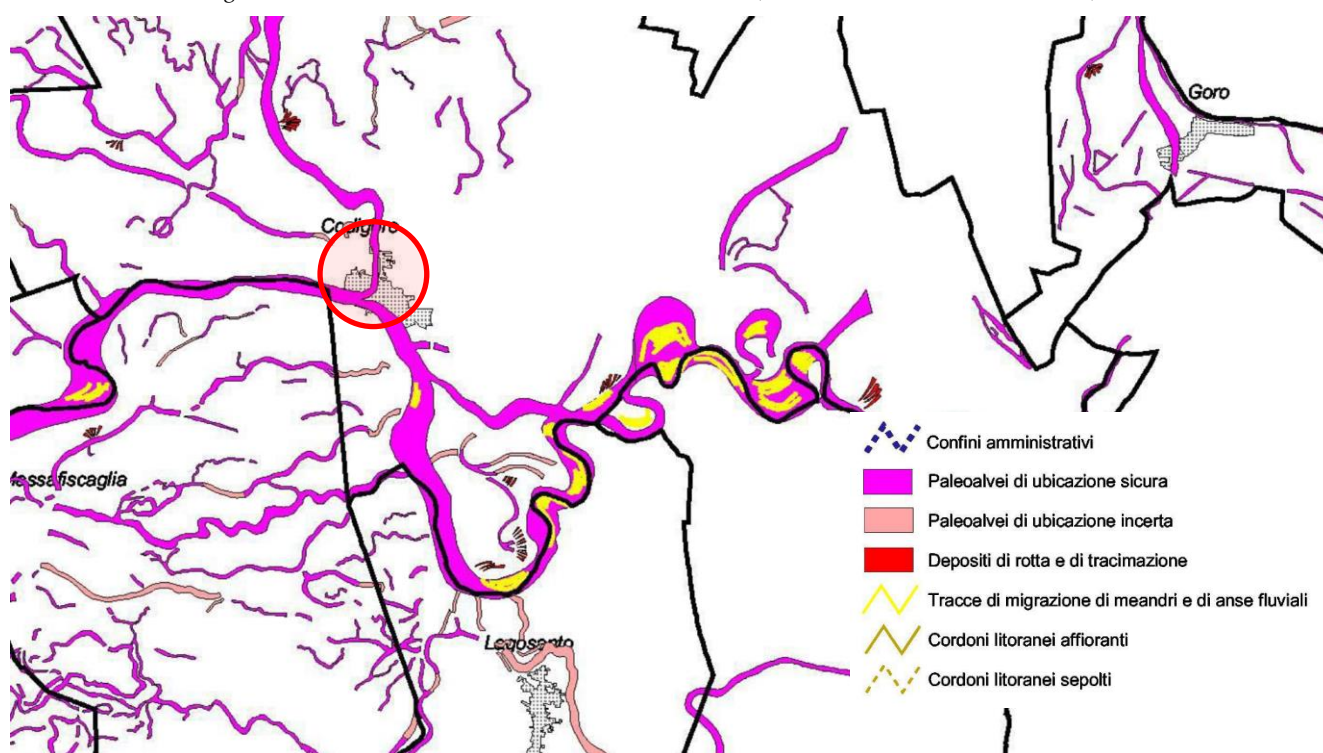 Goro
Codigoro
Massafiscaglia
Lagosanto
Confini amministrativi
Paleoalvei di ubicazione sicura
Paleoalvei di ubicazione incerta
Depositi di rotta e di tracimazione
Tracce di migrazione di meandri e di anse fluviali
Cordoni litoranei affioranti
Cordoni litoranei sepolti